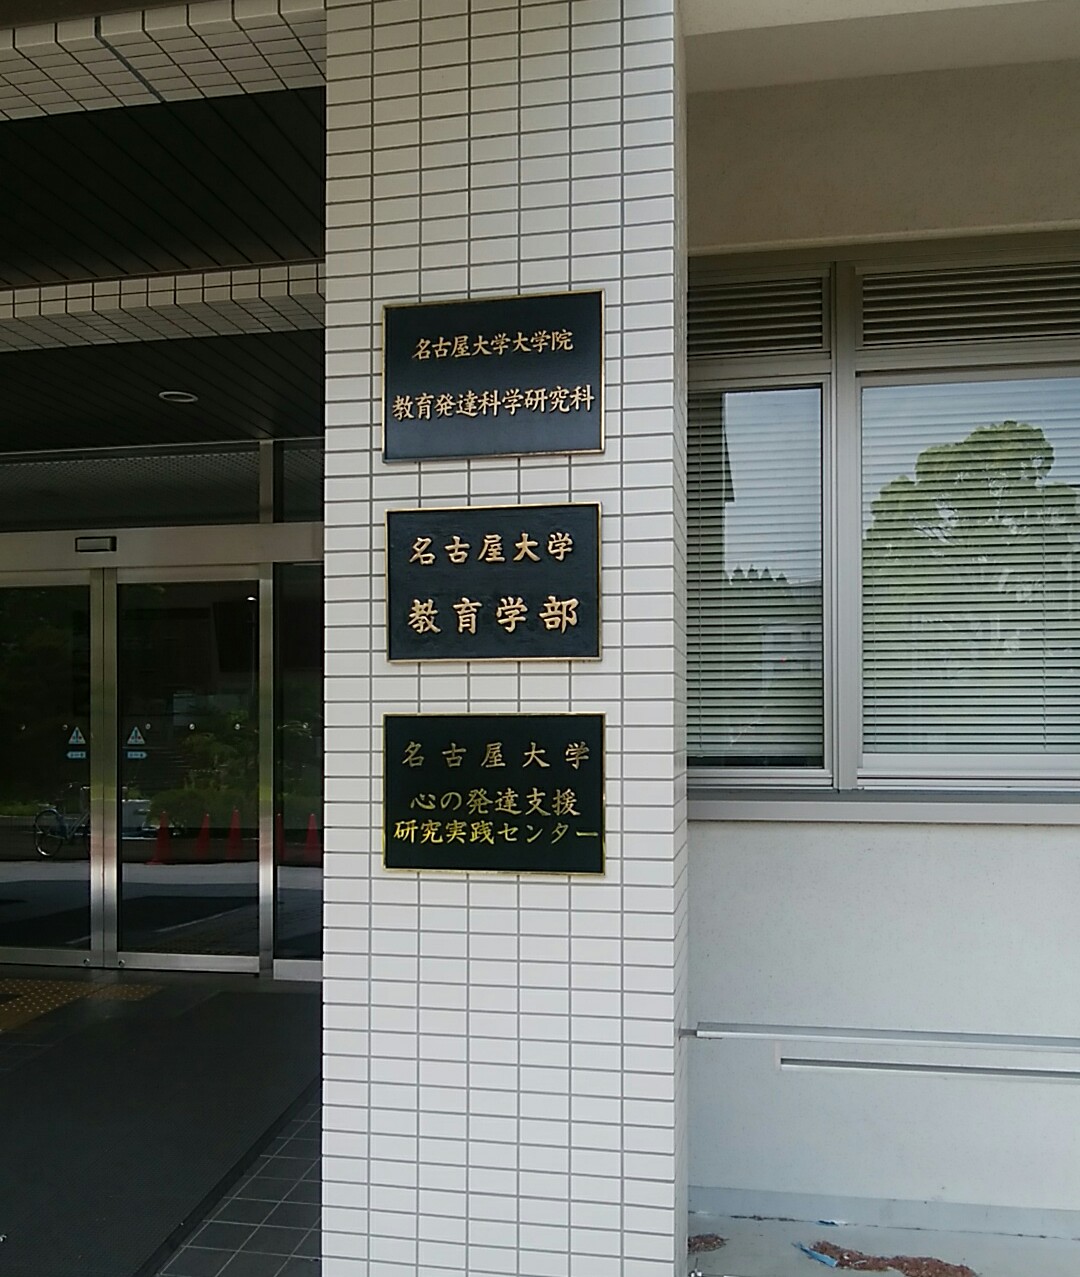 名古屋大学大学院
教育発達科学研究科
名古屋大学
教育学部
名古屋大学
心の発達支援
研究実践センター